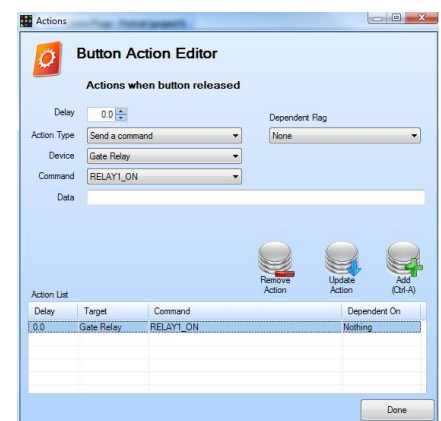 Actions
Button Action Editor
Actions when button released
Delay 0.0 Dependent Flag
Action Type Send a command None
Device Gate Relay
Command RELAY1_ON
Data
Remove Action Update Action Add (Ctrl-A)
Action List
Delay Target Command Dependent On
0.0 Gate Relay RELAY1_ON Nothing
Done